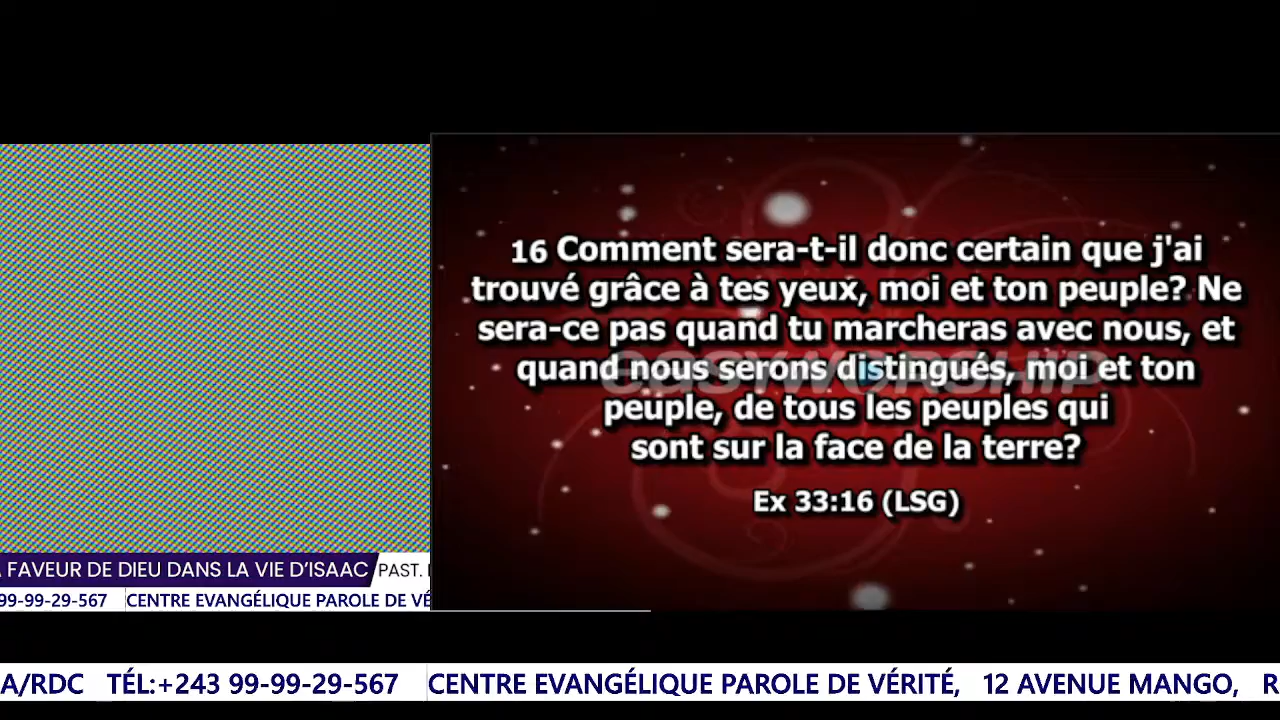 16 Comment sera-t-il donc certain que j'ai
trouvé grâce à tes yeux, moi et ton peuple? Ne
sera-ce pas quand tu marcheras avec nous, et
quand nous serons distingués, moi et ton
peuple, de tous les peuples qui
sont sur la face de la terre?
easyworship
Ex 33:16 (LSG)
FAVEUR DE DIEU DANS LA VIE D'ISAAC PAST.
99-99-29-567 CENTRE EVANGÉLIQUE PAROLE DE VÉ
A/RDC TÉL:+243 99-99-29-567 CENTRE EVANGÉLIQUE PAROLE DE VÉRITÉ, 12 AVENUE MANGO, R